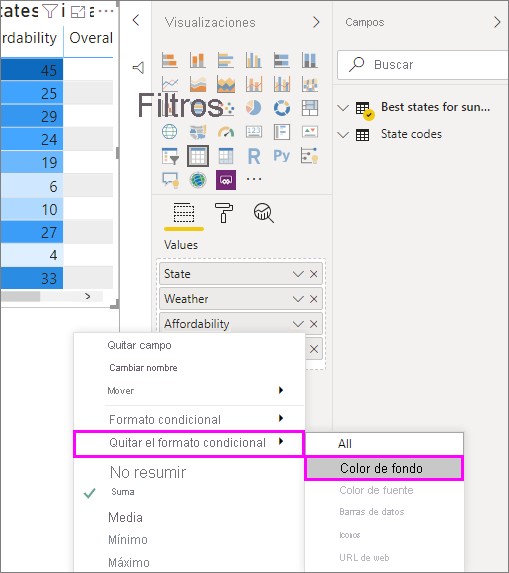 states i a
rdability Overal
45
25
29
24
19
6
10
27
4
33
Visualizaciones
Filtros
123
R Py
Values
State
Weather
Affordability
Campos
Buscar
Best states for sun...
State codes
Quitar campo
Cambiar nombre
Mover
Formato condicional
Quitar el formato condicional
No resumir
Suma
Media
Mínimo
Máximo
All
Color de fondo
Color de fuente
Barras de datos
Iconos
URL de web